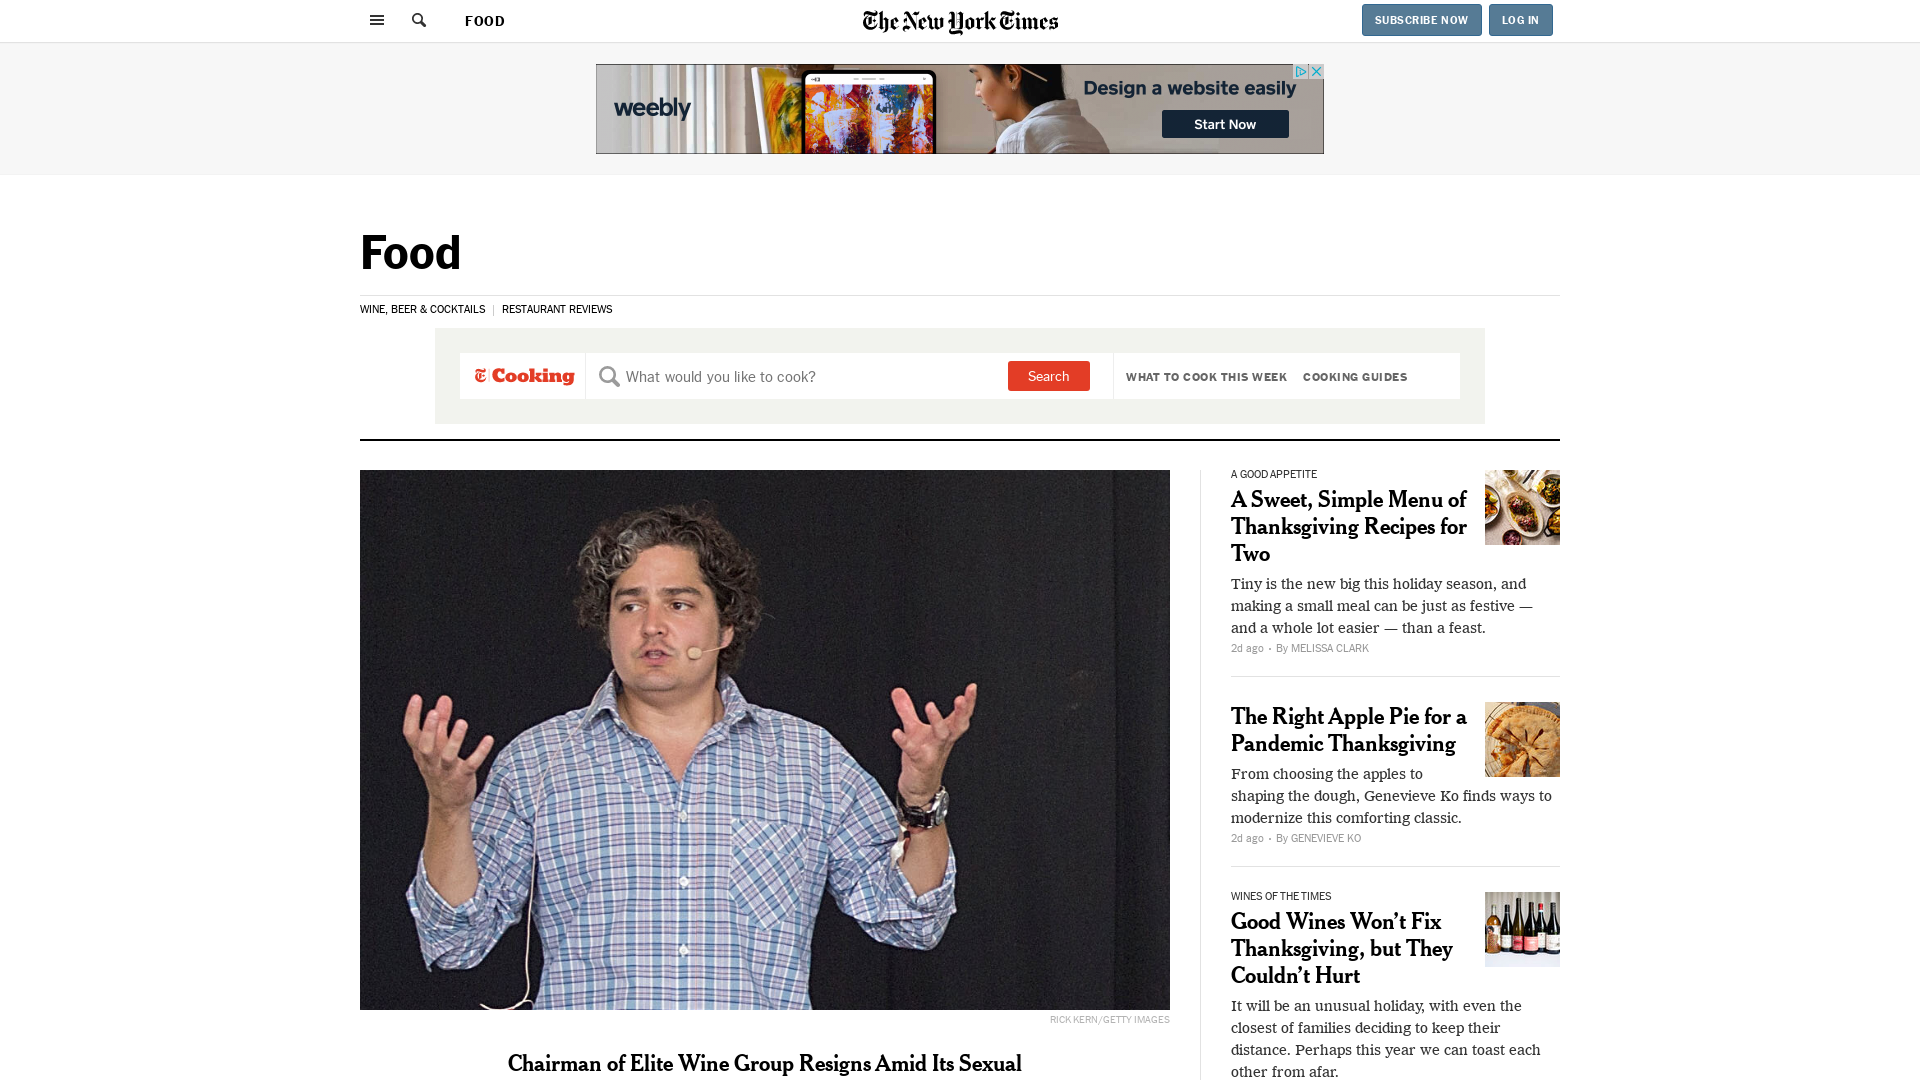 FOOD
The New York Times
SUBSCRIBE NOW
LOG IN
weebly
Design a website easily
Start Now
Food
WINE, BEER & COCKTAILS
RESTAURANT REVIEWS
Cooking
What would you like to cook?
Search
WHAT TO COOK THIS WEEK
COOKING GUIDES
RICK KERN/GETTY IMAGES
Chairman of Elite Wine Group Resigns Amid Its Sexual
A GOOD APPETITE
A Sweet, Simple Menu of
Thanksgiving Recipes for
Two
Tiny is the new big this holiday season, and
making a small meal can be just as festive —
and a whole lot easier — than a feast.
2d ago • By MELISSA CLARK
The Right Apple Pie for a
Pandemic Thanksgiving
From choosing the apples to
shaping the dough, Genevieve Ko finds ways to
modernize this comforting classic.
2d ago • By GENEVIEVE KO
WINES OF THE TIMES
Good Wines Won’t Fix
Thanksgiving, but They
Couldn’t Hurt
It will be an unusual holiday, with even the
closest of families deciding to keep their
distance. Perhaps this year we can toast each
other from afar.